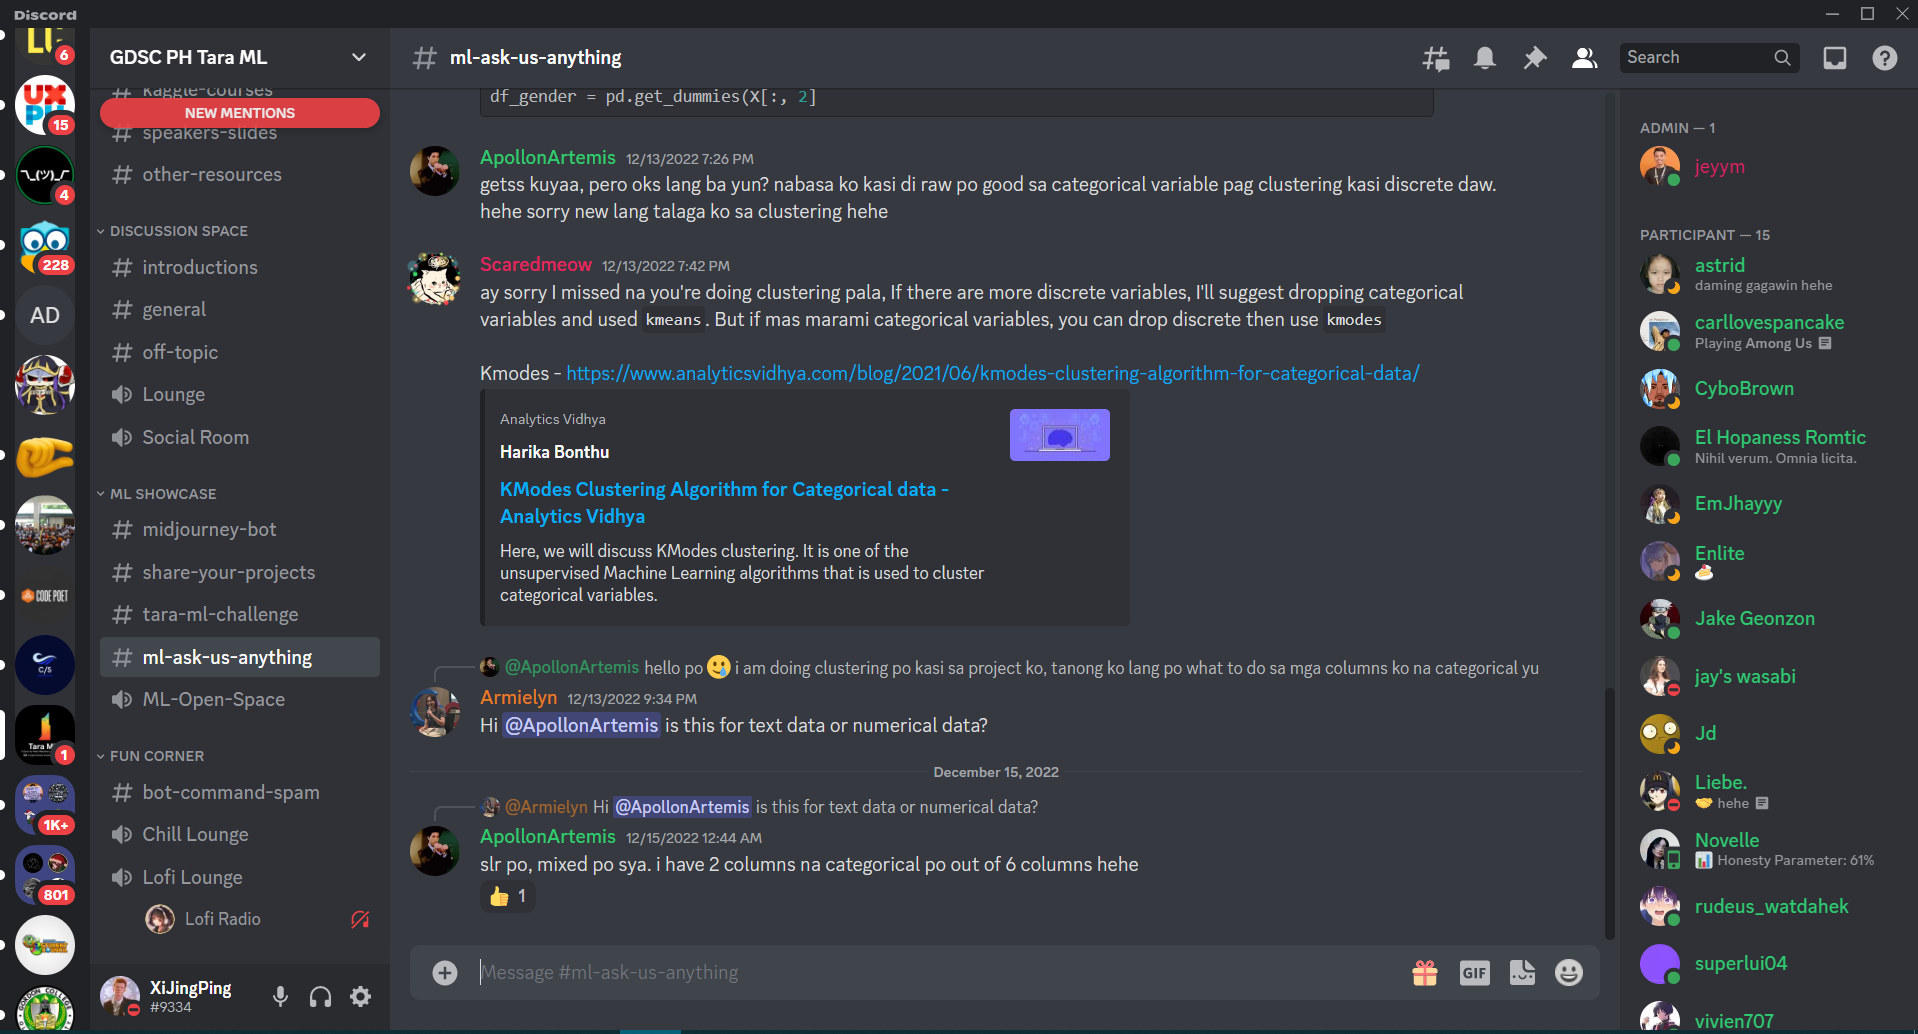 Discord
LU
6
UX
PH
15
¯\_(ツ)_/¯
4
228
AD
CODE POET
C/S
Tara M
1
1K+
801
GORDON COLLEGE
GDSC PH Tara ML
kaggle-courses
NEW MENTIONS
speakers-slides
other-resources
DISCUSSION SPACE
introductions
general
off-topic
Lounge
Social Room
ML SHOWCASE
midjourney-bot
share-your-projects
tara-ml-challenge
ml-ask-us-anything
ML-Open-Space
FUN CORNER
bot-command-spam
Chill Lounge
Lofi Lounge
Lofi Radio
XiJingPing
#9334
ml-ask-us-anything
Search
df_gender = pd.get_dummies(X[:, 2]
ApollonArtemis 12/13/2022 7:26 PM
getss kuyaa, pero oks lang ba yun? nabasa ko kasi di raw po good sa categorical variable pag clustering kasi discrete daw.
hehe sorry new lang talaga ko sa clustering hehe
Scaredmeow 12/13/2022 7:42 PM
ay sorry I missed na you're doing clustering pala, If there are more discrete variables, I'll suggest dropping categorical
variables and used kmeans. But if mas marami categorical variables, you can drop discrete then use kmodes
Kmodes - https://www.analyticsvidhya.com/blog/2021/06/kmodes-clustering-algorithm-for-categorical-data/
Analytics Vidhya
Harika Bonthu
KModes Clustering Algorithm for Categorical data -
Analytics Vidhya
Here, we will discuss KModes clustering. It is one of the
unsupervised Machine Learning algorithms that is used to cluster
categorical variables.
@ApollonArtemis hello po 🥲 i am doing clustering po kasi sa project ko, tanong ko lang po what to do sa mga columns ko na categorical yu
Armielyn 12/13/2022 9:34 PM
Hi @ApollonArtemis is this for text data or numerical data?
December 15, 2022
@Armielyn Hi @ApollonArtemis is this for text data or numerical data?
ApollonArtemis 12/15/2022 12:44 AM
slr po, mixed po sya. i have 2 columns na categorical po out of 6 columns hehe
👍 1
Message #ml-ask-us-anything
GIF
ADMIN — 1
jeyym
PARTICIPANT — 15
astrid
daming gagawin hehe
carllovespancake
Playing Among Us
CyboBrown
El Hopaness Romtic
Nihil verum. Omnia licita.
EmJhayyy
Enlite
🍰
Jake Geonzon
jay's wasabi
Jd
Liebe.
🤝 hehe
Novelle
📊 Honesty Parameter: 61%
rudeus_watdahek
superlui04
vivien707